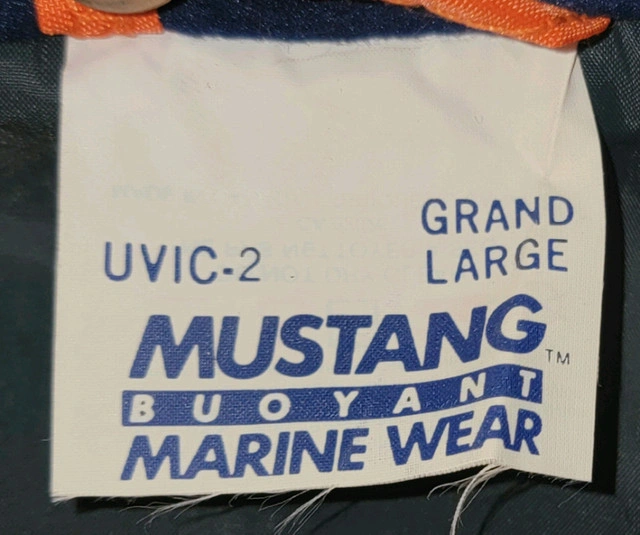 GRAND
UVIC-2 LARGE
MUSTANG TM
BUOYANT
MARINE WEAR